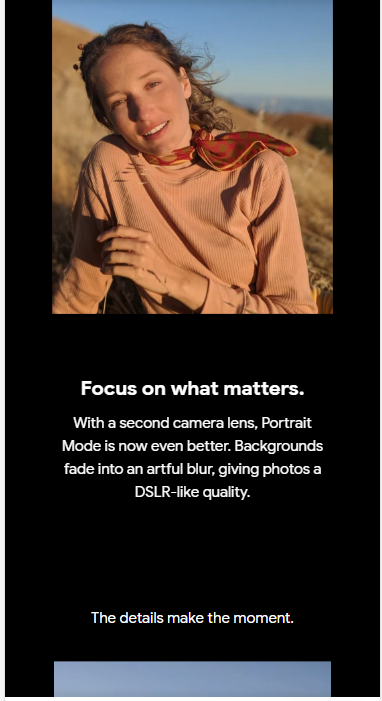 Focus on what matters.
With a second camera lens, Portrait
Mode is now even better. Backgrounds
fade into an artful blur, giving photos a
DSLR-like quality.
The details make the moment.